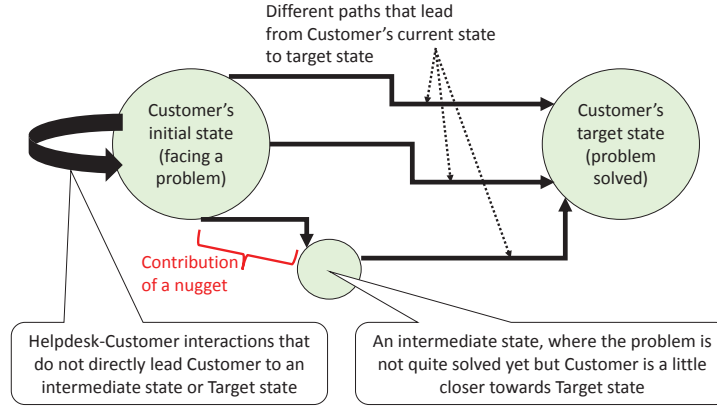 Different paths that lead
from Customer's current state
to target state
Customer's
initial state
(facing a
problem)
Customer's
target state
(problem
solved)
Contribution
of a nugget
Helpdesk-Customer interactions that
do not directly lead Customer to an
intermediate state or Target state
An intermediate state, where the problem is
not quite solved yet but Customer is a little
closer towards Target state